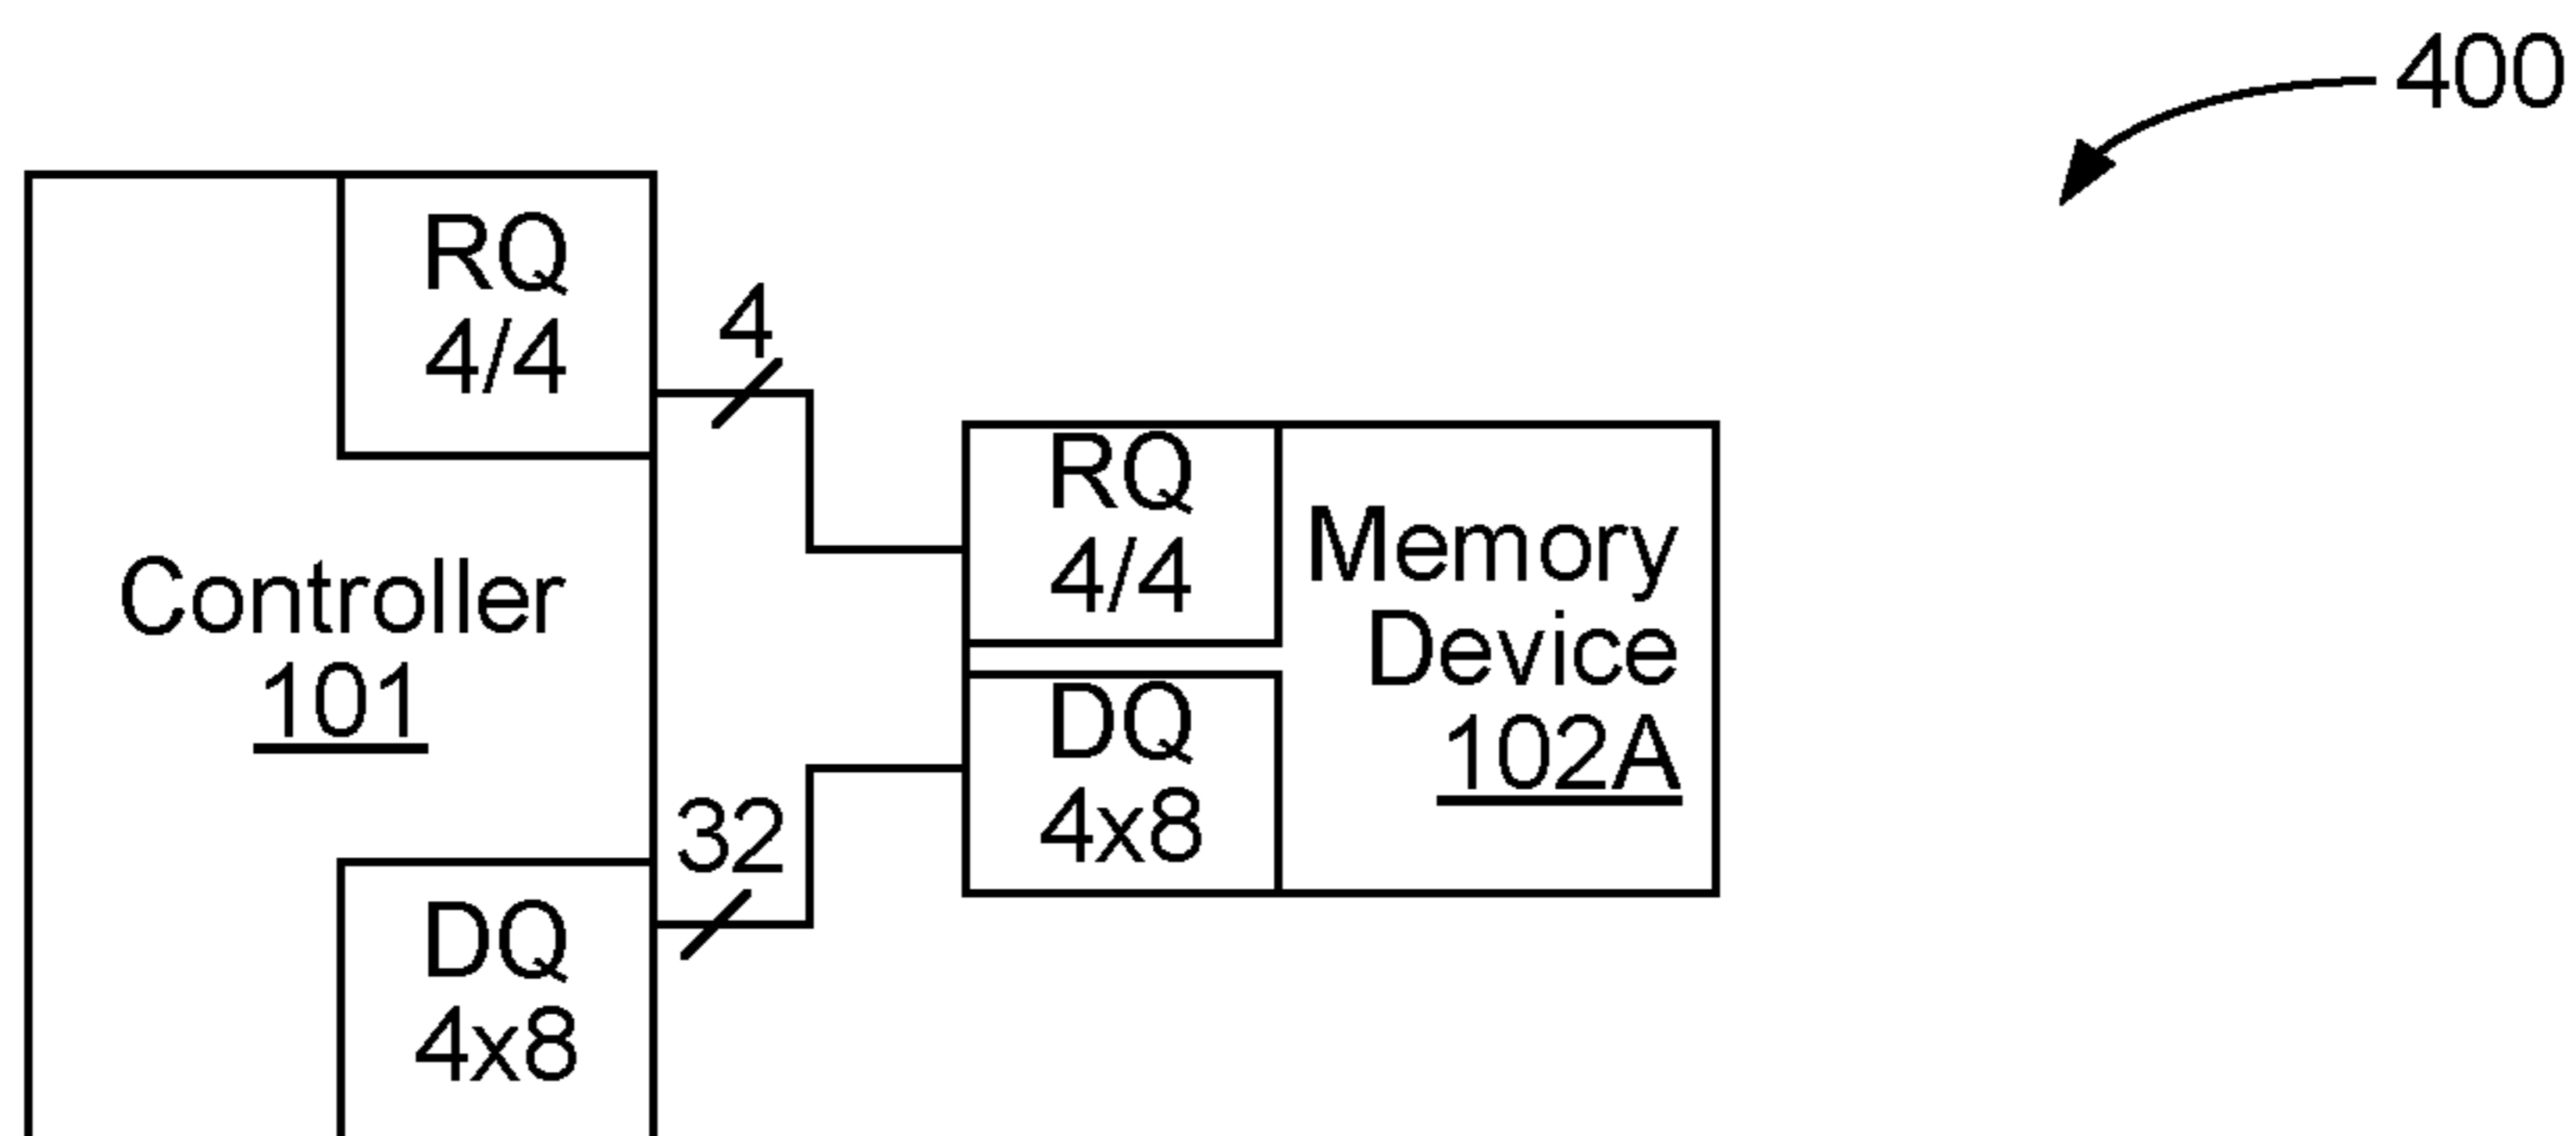 400
RQ
4/4
4
Controller
101
RQ
4/4
Memory
Device
102A
DQ
4x8
32
DQ
4x8